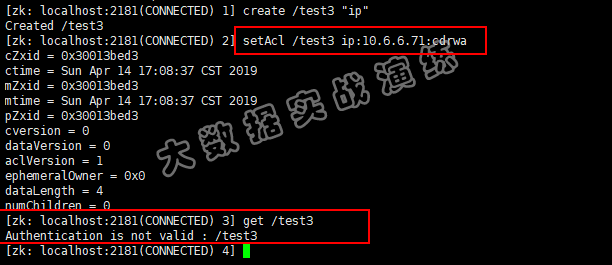 [zk: localhost:2181(CONNECTED) 1] create /test3 "ip"
Created /test3
[zk: localhost:2181(CONNECTED) 2] setAcl /test3 ip:10.6.6.71:cdrwa
cZxid = 0x30013bed3
ctime = Sun Apr 14 17:08:37 CST 2019
mZxid = 0x30013bed3
mtime = Sun Apr 14 17:08:37 CST 2019
pZxid = 0x30013bed3
cversion = 0
dataVersion = 0
aclVersion = 1
ephemeralOwner = 0x0
dataLength = 4
numChildren = 0
[zk: localhost:2181(CONNECTED) 3] get /test3
Authentication is not valid : /test3
[zk: localhost:2181(CONNECTED) 4]
大数据实战演练